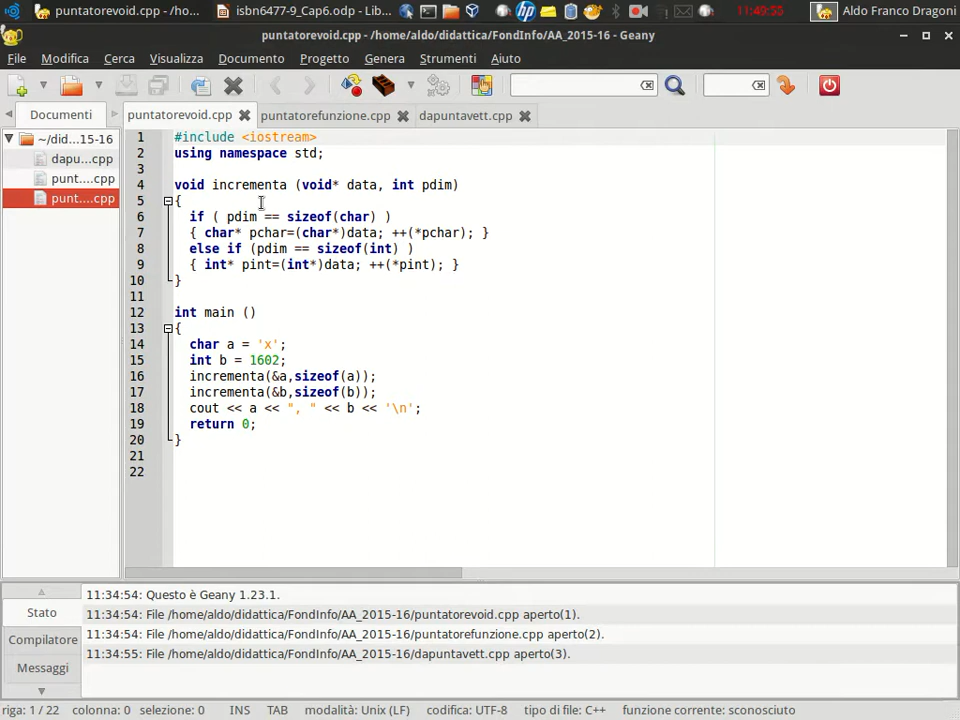 puntatorevoid.cpp - /ho... isbn6477-9_Cap6.odp - Lib... 11:49:55 Aldo Franco Dragoni
puntatorevoid.cpp - /home/aldo/didattica/FondInfo/AA_2015-16 - Geany
File Modifica Cerca Visualizza Documento Progetto Genera Strumenti Aiuto
Documenti puntatorevoid.cpp puntatorefunzione.cpp dapuntavett.cpp
~/did...15-16
dapu....cpp
punt....cpp
punt....cpp
1 #include <iostream>
2 using namespace std;
3
4 void incrementa (void* data, int pdim)
5 {
6 if ( pdim == sizeof(char) )
7 { char* pchar=(char*)data; ++(*pchar); }
8 else if (pdim == sizeof(int) )
9 { int* pint=(int*)data; ++(*pint); }
10 }
11
12 int main ()
13 {
14 char a = 'x';
15 int b = 1602;
16 incrementa(&a,sizeof(a));
17 incrementa(&b,sizeof(b));
18 cout << a << ", " << b << '\n';
19 return 0;
20 }
21
22
Stato
Compilatore
Messaggi
11:34:54: Questo è Geany 1.23.1.
11:34:54: File /home/aldo/didattica/FondInfo/AA_2015-16/puntatorevoid.cpp aperto(1).
11:34:54: File /home/aldo/didattica/FondInfo/AA_2015-16/puntatorefunzione.cpp aperto(2).
11:34:55: File /home/aldo/didattica/FondInfo/AA_2015-16/dapuntavett.cpp aperto(3).
riga: 1 / 22 colonna: 0 selezione: 0 INS TAB modalità: Unix (LF) codifica: UTF-8 tipo di file: C++ funzione corrente: sconosciuto